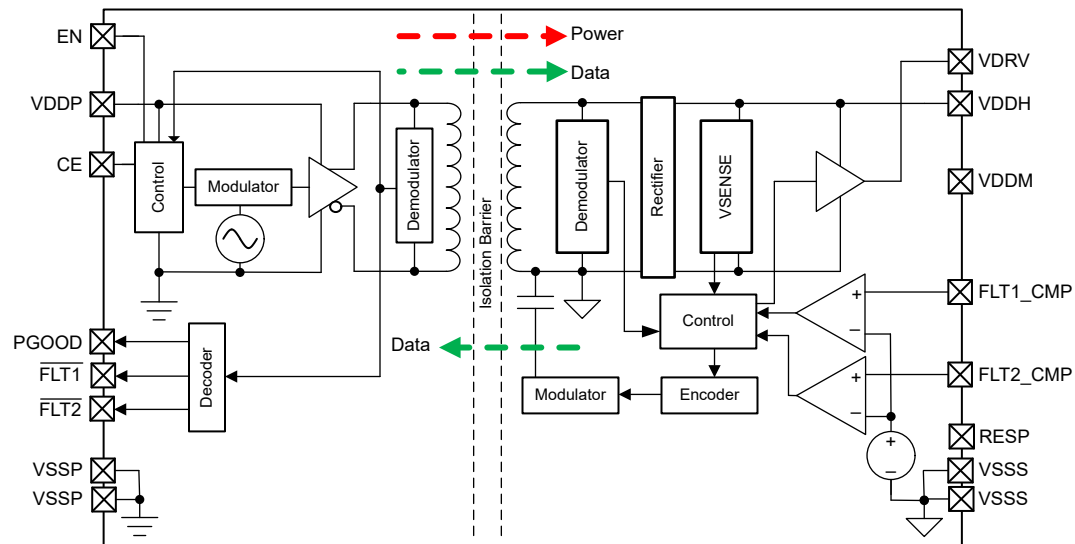 EN
Power
VDRV
Data
VDDP
VDDH
CE
Control
Modulator
Demodulator
Isolation Barrier
Demodulator
Rectifier
VSENSE
VDDM
+
−
FLT1_CMP
Control
PGOOD
Data
FLT1
FLT2
Decoder
Modulator
Encoder
+
−
FLT2_CMP
RESP
+
−
VSSP
VSSS
VSSP
VSSS